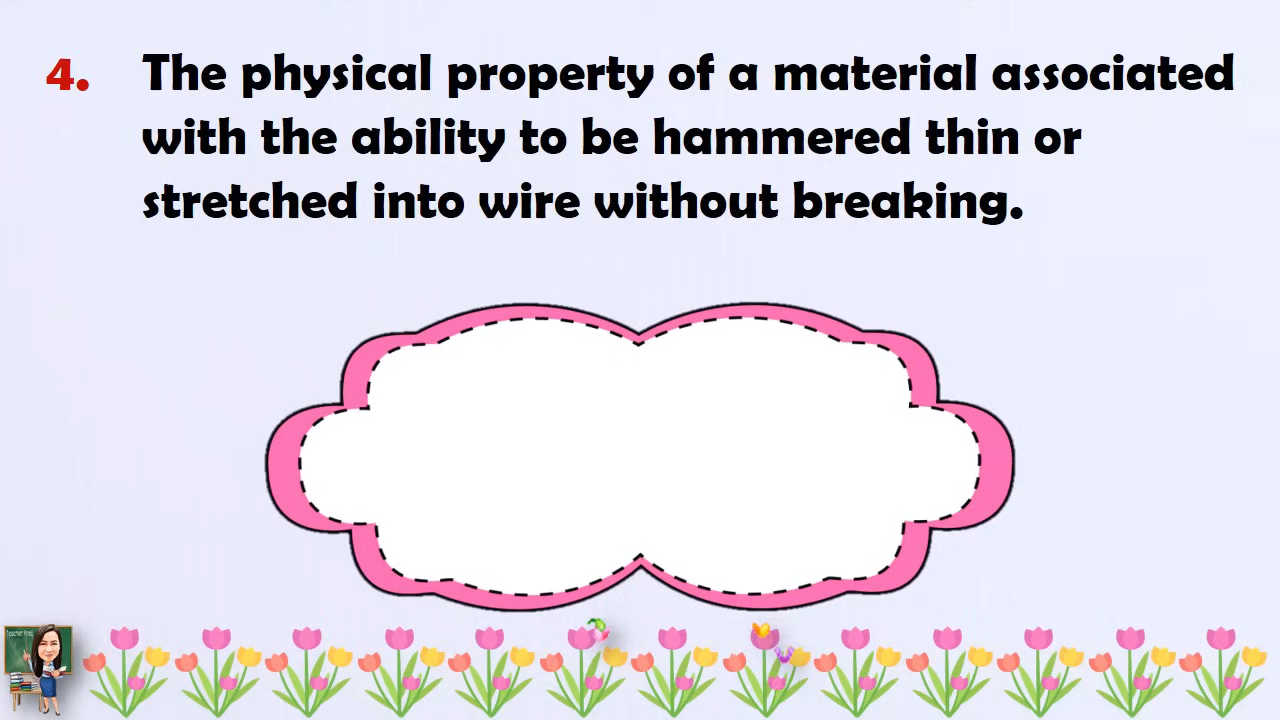 4. The physical property of a material associated
with the ability to be hammered thin or
stretched into wire without breaking.